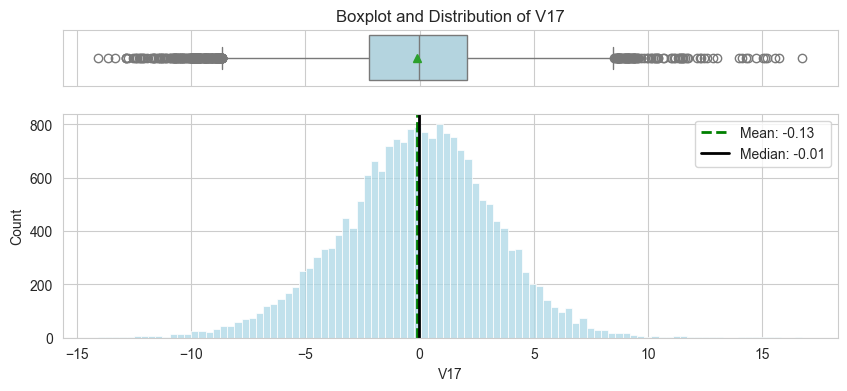 Boxplot and Distribution of V17
800
600
400
200
0
Count
Mean: -0.13
Median: -0.01
−15
−10
−5
0
5
10
15
V17